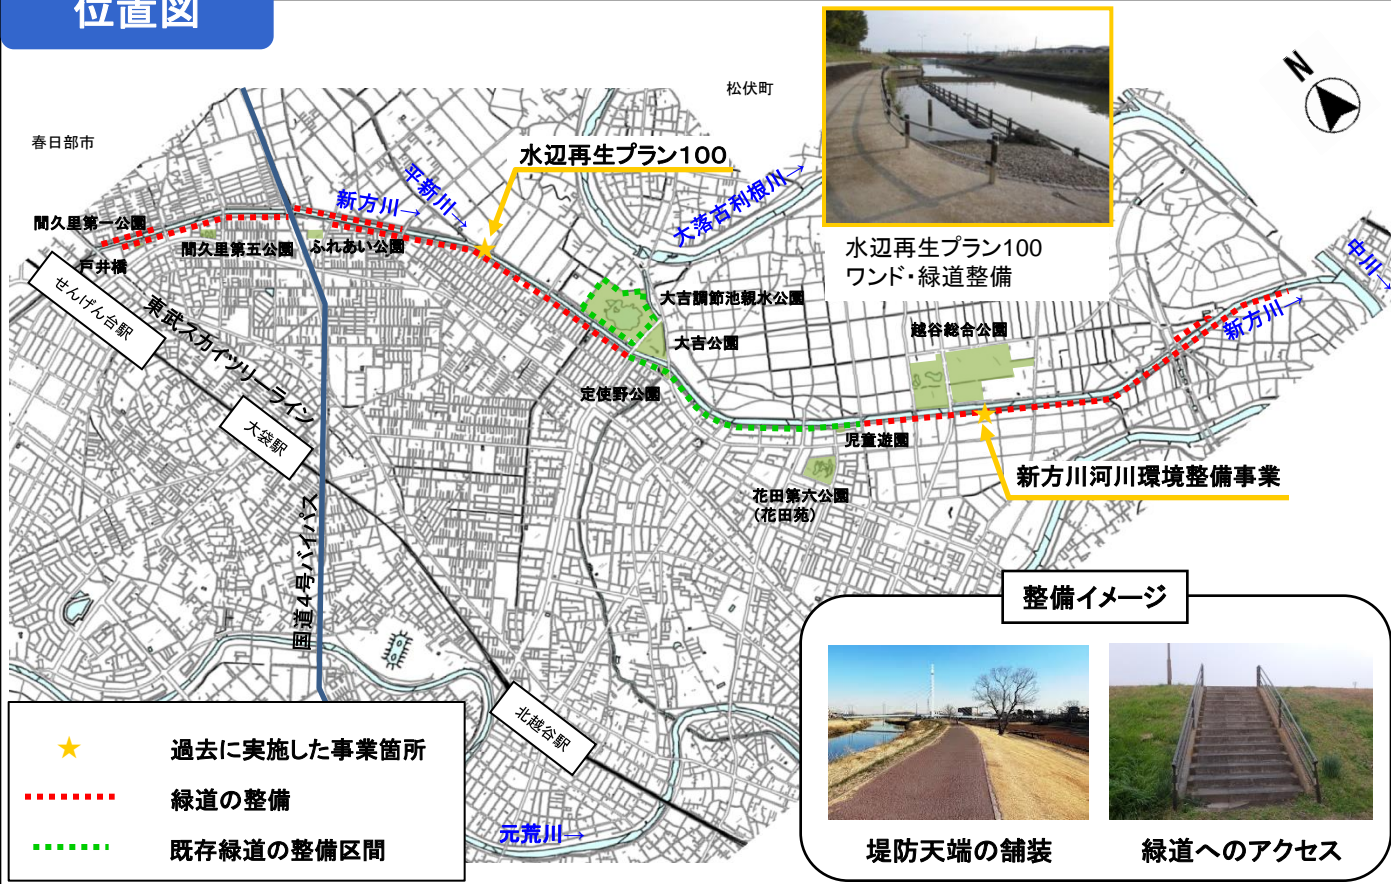 位置図
松伏町
N
春日部市
水辺再生プラン100
平新川→
新方川→
大落古利根川→
間久里第一公園
間久里第五公園
ふれあい公園
戸井橋
せんげん台駅
東武スカイツリーライン
大袋駅
国道4号バイパス
水辺再生プラン100
ワンド・緑道整備
中川→
大吉調節池親水公園
大吉公園
越谷総合公園
新方川→
定使野公園
児童遊園
花田第六公園
(花田苑)
新方川河川環境整備事業
北越谷駅
元荒川→
過去に実施した事業箇所
緑道の整備
既存緑道の整備区間
整備イメージ
堤防天端の舗装
緑道へのアクセス